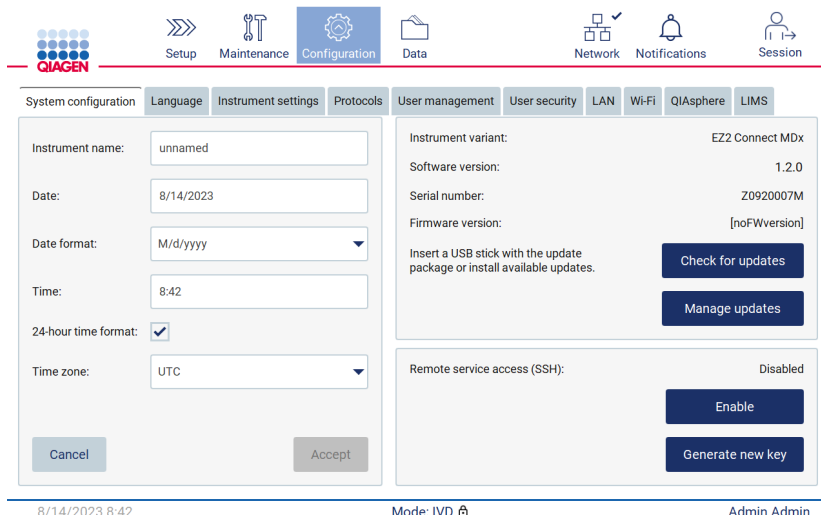 QIAGEN
Setup
Maintenance
Configuration
Data
Network
Notifications
Session
System configuration
Language
Instrument settings
Protocols
User management
User security
LAN
Wi-Fi
QIAsphere
LIMS
Instrument name:
unnamed
Date:
8/14/2023
Date format:
M/d/yyyy
Time:
8:42
24-hour time format:
Time zone:
UTC
Cancel
Accept
Instrument variant:
EZ2 Connect MDx
Software version:
1.2.0
Serial number:
Z0920007M
Firmware version:
[noFWversion]
Insert a USB stick with the update
package or install available updates.
Check for updates
Manage updates
Remote service access (SSH):
Disabled
Enable
Generate new key
8/14/2023 8:42
Mode: IVD
Admin Admin